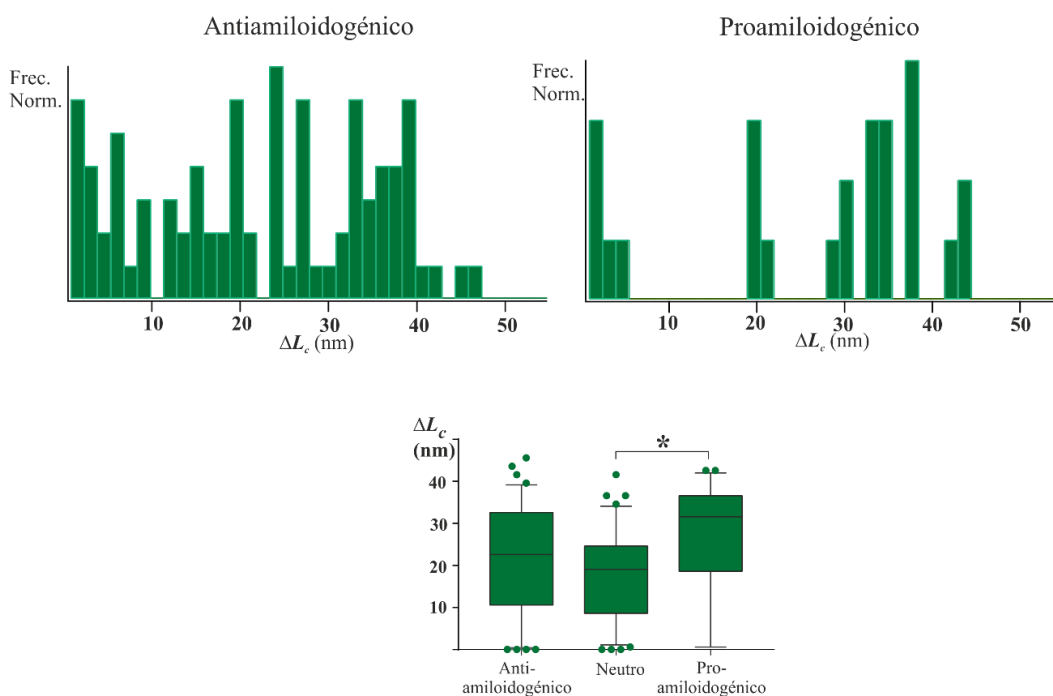 Antiamiloidogénico
Proamiloidogénico
Frec.
Norm.
10
20
30
40
50
ΔLc (nm)
Frec.
Norm.
10
20
30
40
50
ΔLc (nm)
ΔLc
(nm)
*
40
30
20
10
Anti-
amiloidogénico
Neutro
Pro-
amiloidogénico